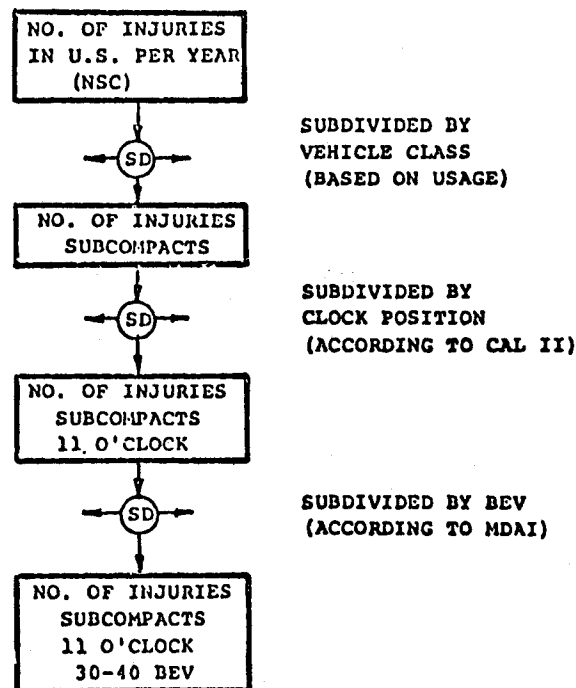 NO. OF INJURIES
IN U.S. PER YEAR
(NSC)
SD
SUBDIVIDED BY
VEHICLE CLASS
(BASED ON USAGE)
NO. OF INJURIES
SUBCOMPACTS
SD
SUBDIVIDED BY
CLOCK POSITION
(ACCORDING TO CAL II)
NO. OF INJURIES
SUBCOMPACTS
11 O'CLOCK
SD
SUBDIVIDED BY BEV
(ACCORDING TO MDAI)
NO. OF INJURIES
SUBCOMPACTS
11 O'CLOCK
30-40 BEV